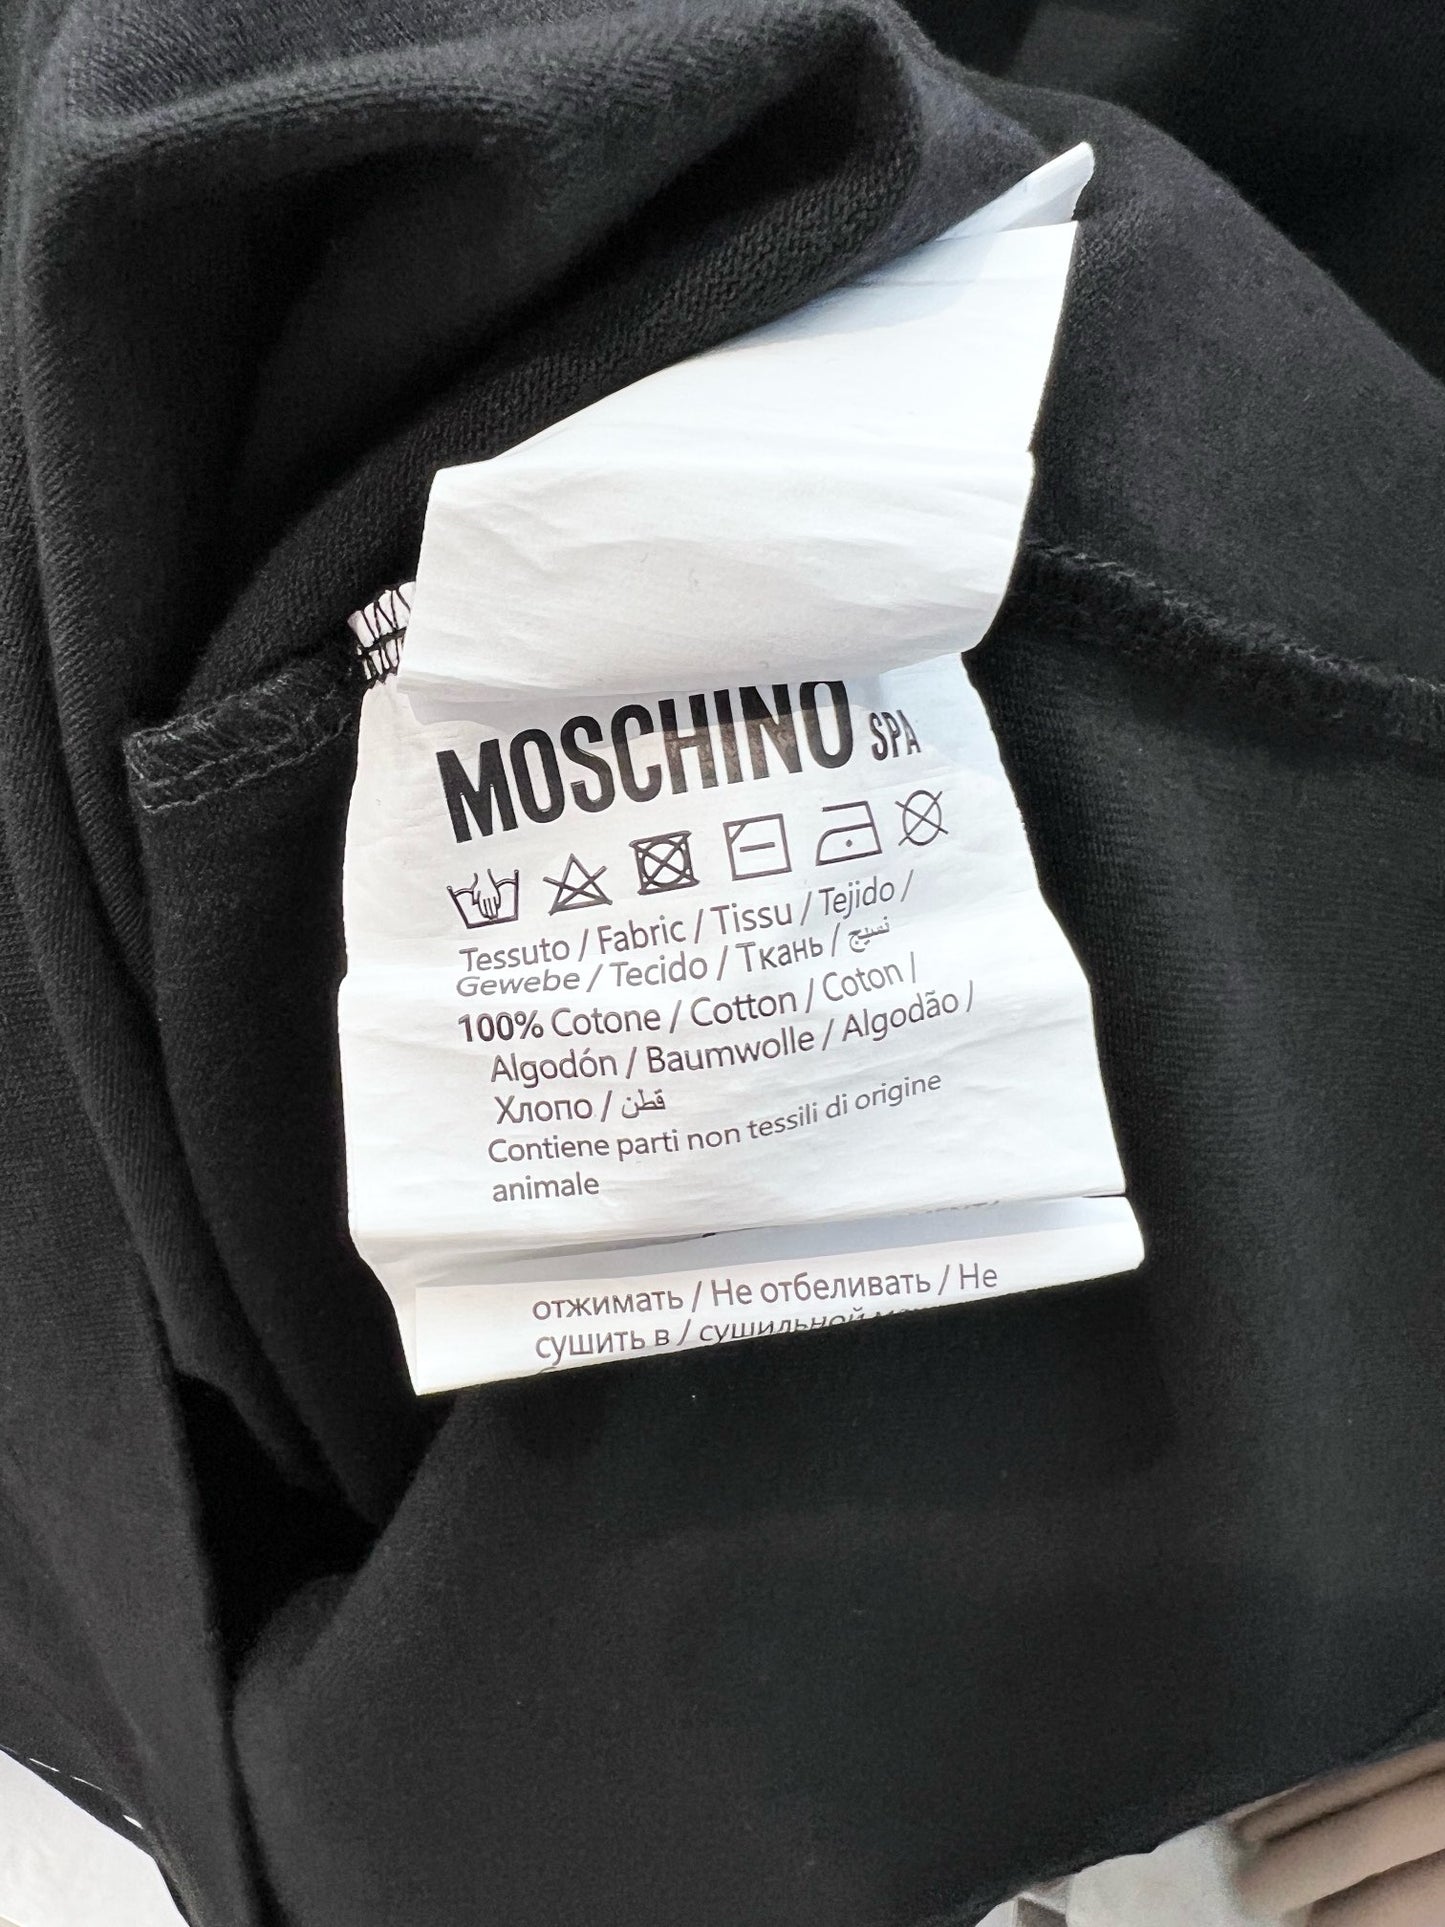 MOSCHINO SPA
Tessuto / Fabric / Tissu / Tejido /
Gewebe / Tecido / Ткань / نسيج
100% Cotone / Cotton / Coton /
Algodón / Baumwolle / Algodão /
Хлопо / قطن
Contiene parti non tessili di origine
animale
отжимать / Не отбеливать / Не
сушить в / сушильной